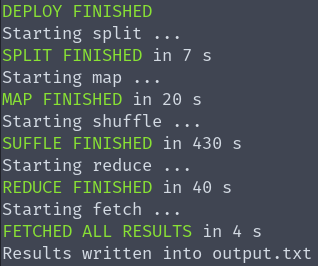 DEPLOY FINISHED
Starting split ...
SPLIT FINISHED in 7 s
Starting map ...
MAP FINISHED in 20 s
Starting shuffle ...
SUFFLE FINISHED in 430 s
Starting reduce ...
REDUCE FINISHED in 40 s
Starting fetch ...
FETCHED ALL RESULTS in 4 s
Results written into output.txt